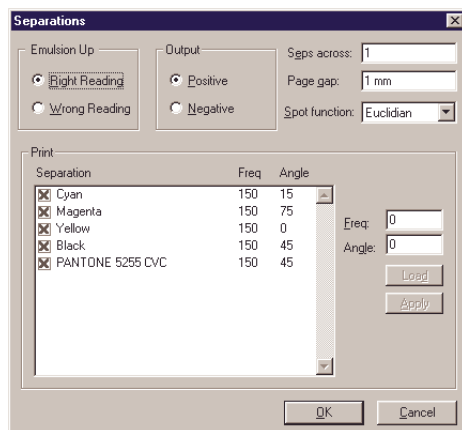 Separations
Emulsion Up
Right Reading
Wrong Reading
Output
Positive
Negative
Seps across: 1
Page gap: 1 mm
Spot function: Euclidian
Print
Separation Freq Angle
Cyan 150 15
Magenta 150 75
Yellow 150 0
Black 150 45
PANTONE 5255 CVC 150 45
Freq: 0
Angle: 0
Load
Apply
OK
Cancel